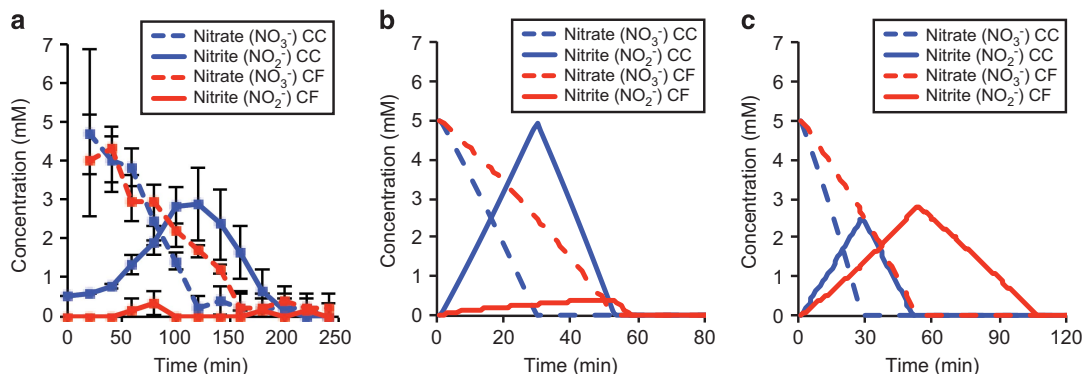 a
Nitrate (NO₃⁻) CC
Nitrite (NO₂⁻) CC
Nitrate (NO₃⁻) CF
Nitrite (NO₂⁻) CF
Concentration (mM)
7
6
5
4
3
2
1
0
0 50 100 150 200 250
Time (min)
b
Nitrate (NO₃⁻) CC
Nitrite (NO₂⁻) CC
Nitrate (NO₃⁻) CF
Nitrite (NO₂⁻) CF
Concentration (mM)
7
6
5
4
3
2
1
0
0 20 40 60 80
Time (min)
c
Nitrate (NO₃⁻) CC
Nitrite (NO₂⁻) CC
Nitrate (NO₃⁻) CF
Nitrite (NO₂⁻) CF
Concentration (mM)
7
6
5
4
3
2
1
0
0 30 60 90 120
Time (min)